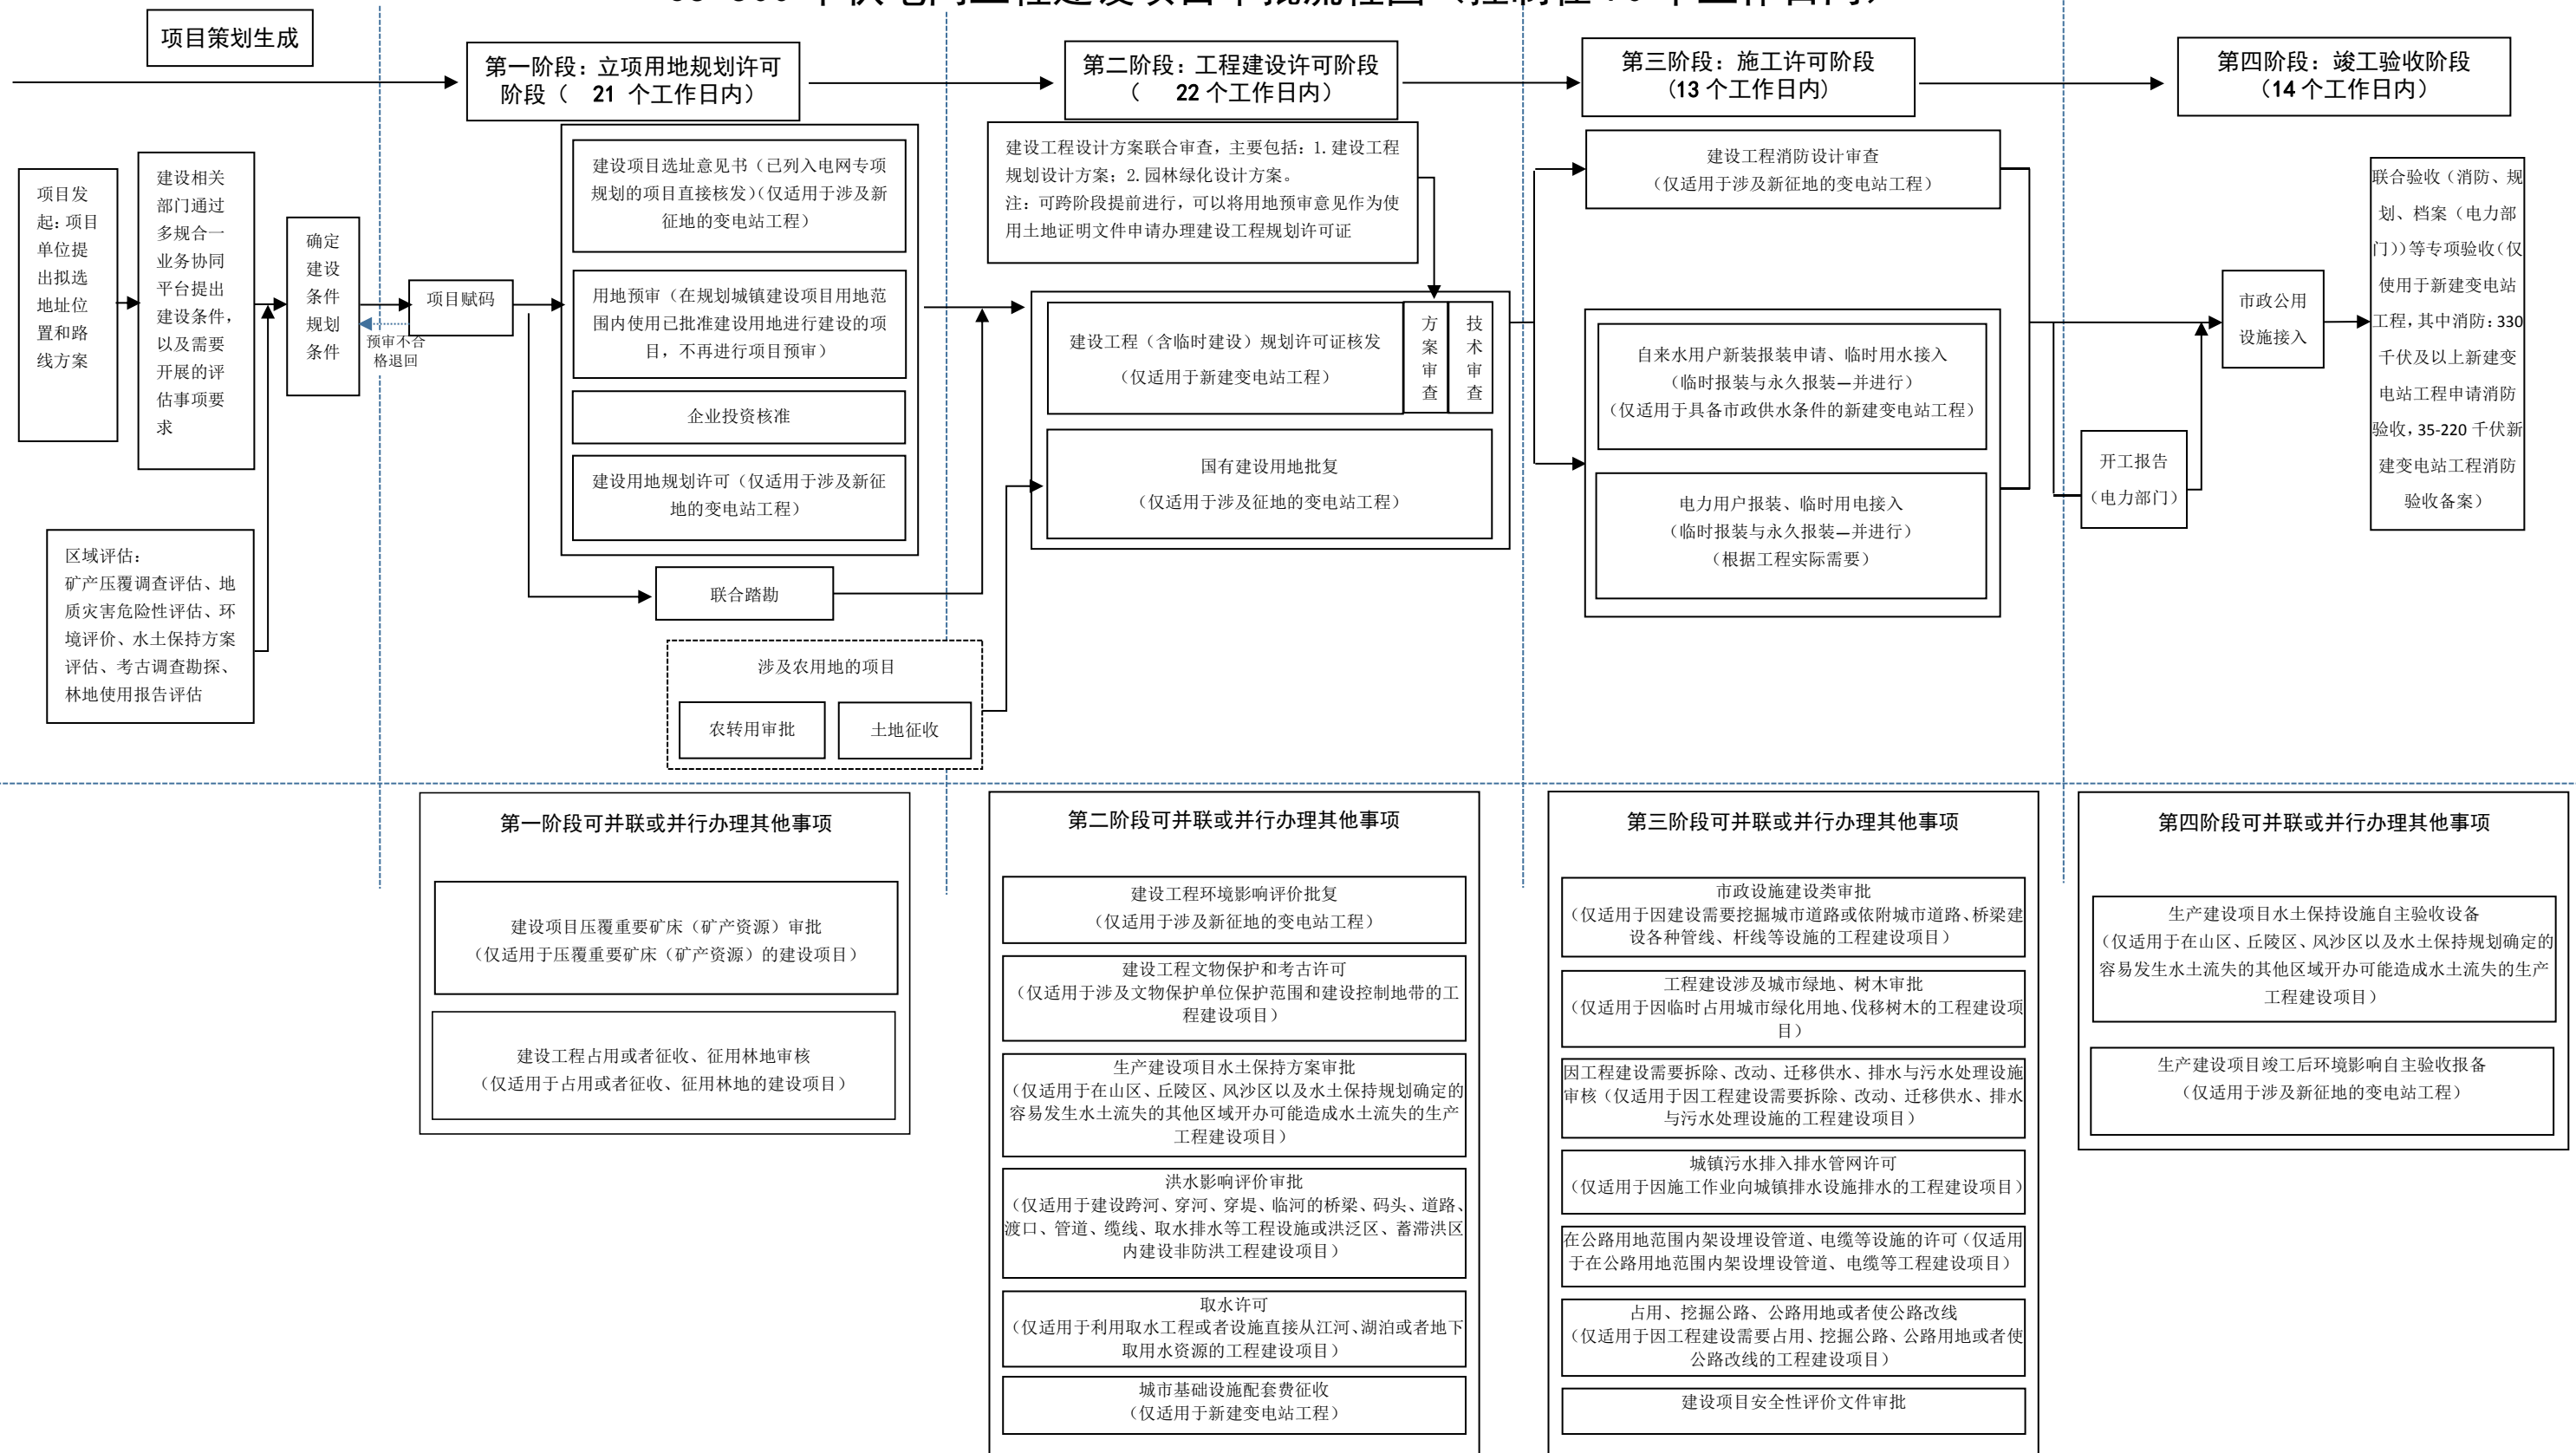 项目策划生成
第一阶段：立项用地规划许可
阶段（ 21 个工作日内）
第二阶段：工程建设许可阶段
（ 22 个工作日内）
第三阶段：施工许可阶段
（13 个工作日内）
第四阶段：竣工验收阶段
（14 个工作日内）
项目发
起：项目
单位提
出拟选
地址位
置和路
线方案
建设相关
部门通过
多规合一
业务协同
平台提出
建设条件，
以及需要
开展的评
估事项要
求
确定
建设
条件
规划
条件
预审不合
格退回
项目赋码
区域评估：
矿产压覆调查评估、地
质灾害危险性评估、环
境评价、水土保持方案
评估、考古调查勘探、
林地使用报告评估
建设项目选址意见书（已列入电网专项
规划的项目直接核发）（仅适用于涉及新
征地的变电站工程）
用地预审（在规划城镇建设项目用地范
围内使用已批准建设用地进行建设的项
目，不再进行项目预审）
企业投资核准
建设用地规划许可（仅适用于涉及新征
地的变电站工程）
联合踏勘
涉及农用地的项目
农转用审批
土地征收
建设工程设计方案联合审查，主要包括：1.建设工程
规划设计方案；2.园林绿化设计方案。
注：可跨阶段提前进行，可以将用地预审意见作为使
用土地证明文件申请办理建设工程规划许可证
建设工程（含临时建设）规划许可证核发
（仅适用于新建变电站工程）
方
案
审
查
技
术
审
查
国有建设用地批复
（仅适用于涉及征地的变电站工程）
建设工程消防设计审查
（仅适用于涉及新征地的变电站工程）
自来水用户新装报装申请、临时用水接入
（临时报装与永久报装—并进行）
（仅适用于具备市政供水条件的新建变电站工程）
电力用户报装、临时用电接入
（临时报装与永久报装—并进行）
（根据工程实际需要）
开工报告
（电力部门）
市政公用
设施接入
联合验收（消防、规
划、档案（电力部
门））等专项验收（仅
使用于新建变电站
工程，其中消防：330
千伏及以上新建变
电站工程申请消防
验收，35-220 千伏新
建变电站工程消防
验收备案）
第一阶段可并联或并行办理其他事项
建设项目压覆重要矿床（矿产资源）审批
（仅适用于压覆重要矿床（矿产资源）的建设项目）
建设工程占用或者征收、征用林地审核
（仅适用于占用或者征收、征用林地的建设项目）
第二阶段可并联或并行办理其他事项
建设工程环境影响评价批复
（仅适用于涉及新征地的变电站工程）
建设工程文物保护和考古许可
（仅适用于涉及文物保护单位保护范围和建设控制地带的工
程建设项目）
生产建设项目水土保持方案审批
（仅适用于在山区、丘陵区、风沙区以及水土保持规划确定的
容易发生水土流失的其他区域开办可能造成水土流失的生产
工程建设项目）
洪水影响评价审批
（仅适用于建设跨河、穿河、穿堤、临河的桥梁、码头、道路、
渡口、管道、缆线、取水排水等工程设施或洪泛区、蓄滞洪区
内建设非防洪工程建设项目）
取水许可
（仅适用于利用取水工程或者设施直接从江河、湖泊或者地下
取用水资源的工程建设项目）
城市基础设施配套费征收
（仅适用于新建变电站工程）
第三阶段可并联或并行办理其他事项
市政设施建设类审批
（仅适用于因建设需要挖掘城市道路或依附城市道路、桥梁建
设各种管线、杆线等设施的工程建设项目）
工程建设涉及城市绿地、树木审批
（仅适用于因临时占用城市绿化用地、伐移树木的工程建设项
目）
因工程建设需要拆除、改动、迁移供水、排水与污水处理设施
审核（仅适用于因工程建设需要拆除、改动、迁移供水、排水
与污水处理设施的工程建设项目）
城镇污水排入排水管网许可
（仅适用于因施工作业向城镇排水设施排水的工程建设项目）
在公路用地范围内架设埋设管道、电缆等设施的许可（仅适用
于在公路用地范围内架设埋设管道、电缆等工程建设项目）
占用、挖掘公路、公路用地或者使公路改线
（仅适用于因工程建设需要占用、挖掘公路、公路用地或者使
公路改线的工程建设项目）
建设项目安全性评价文件审批
第四阶段可并联或并行办理其他事项
生产建设项目水土保持设施自主验收设备
（仅适用于在山区、丘陵区、风沙区以及水土保持规划确定的
容易发生水土流失的其他区域开办可能造成水土流失的生产
工程建设项目）
生产建设项目竣工后环境影响自主验收报备
（仅适用于涉及新征地的变电站工程）